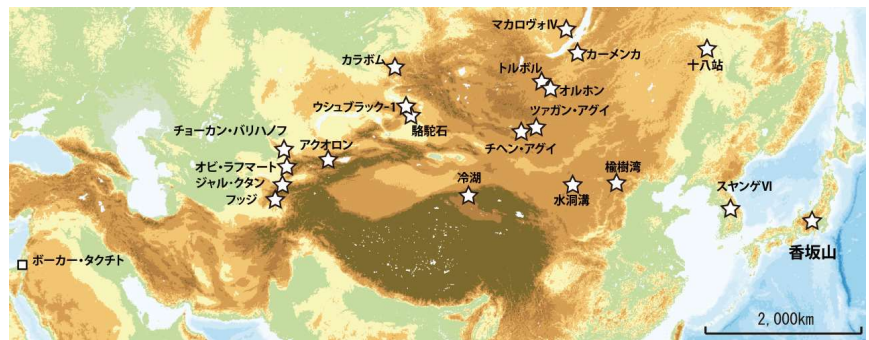 マカロヴォⅣ
カーメンカ
十八站
カラボム
トルボル
オルホン
ウシュブラック-1
駱駝石
ツァガン・アグイ
チヘン・アグイ
チョーカン・バリハノフ
アクオロン
オビ・ラフマート
ジャル・クタン
フッジ
冷湖
水洞溝
楡樹湾
スヤンゲⅥ
香坂山
ボーカー・タクチト
2,000km